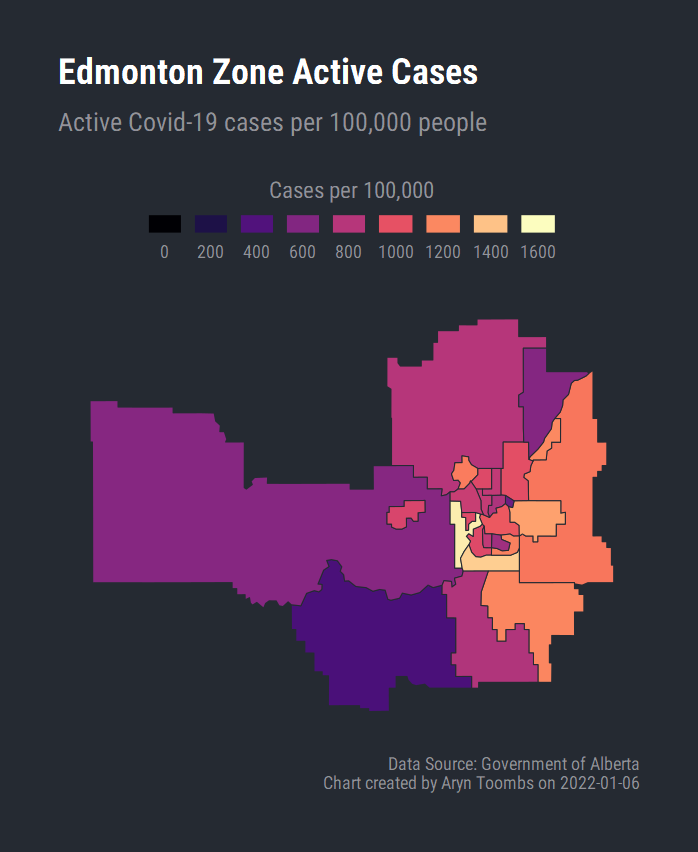 Edmonton Zone Active Cases
Active Covid-19 cases per 100,000 people
Cases per 100,000
0 200 400 600 800 1000 1200 1400 1600
Data Source: Government of Alberta
Chart created by Aryn Toombs on 2022-01-06